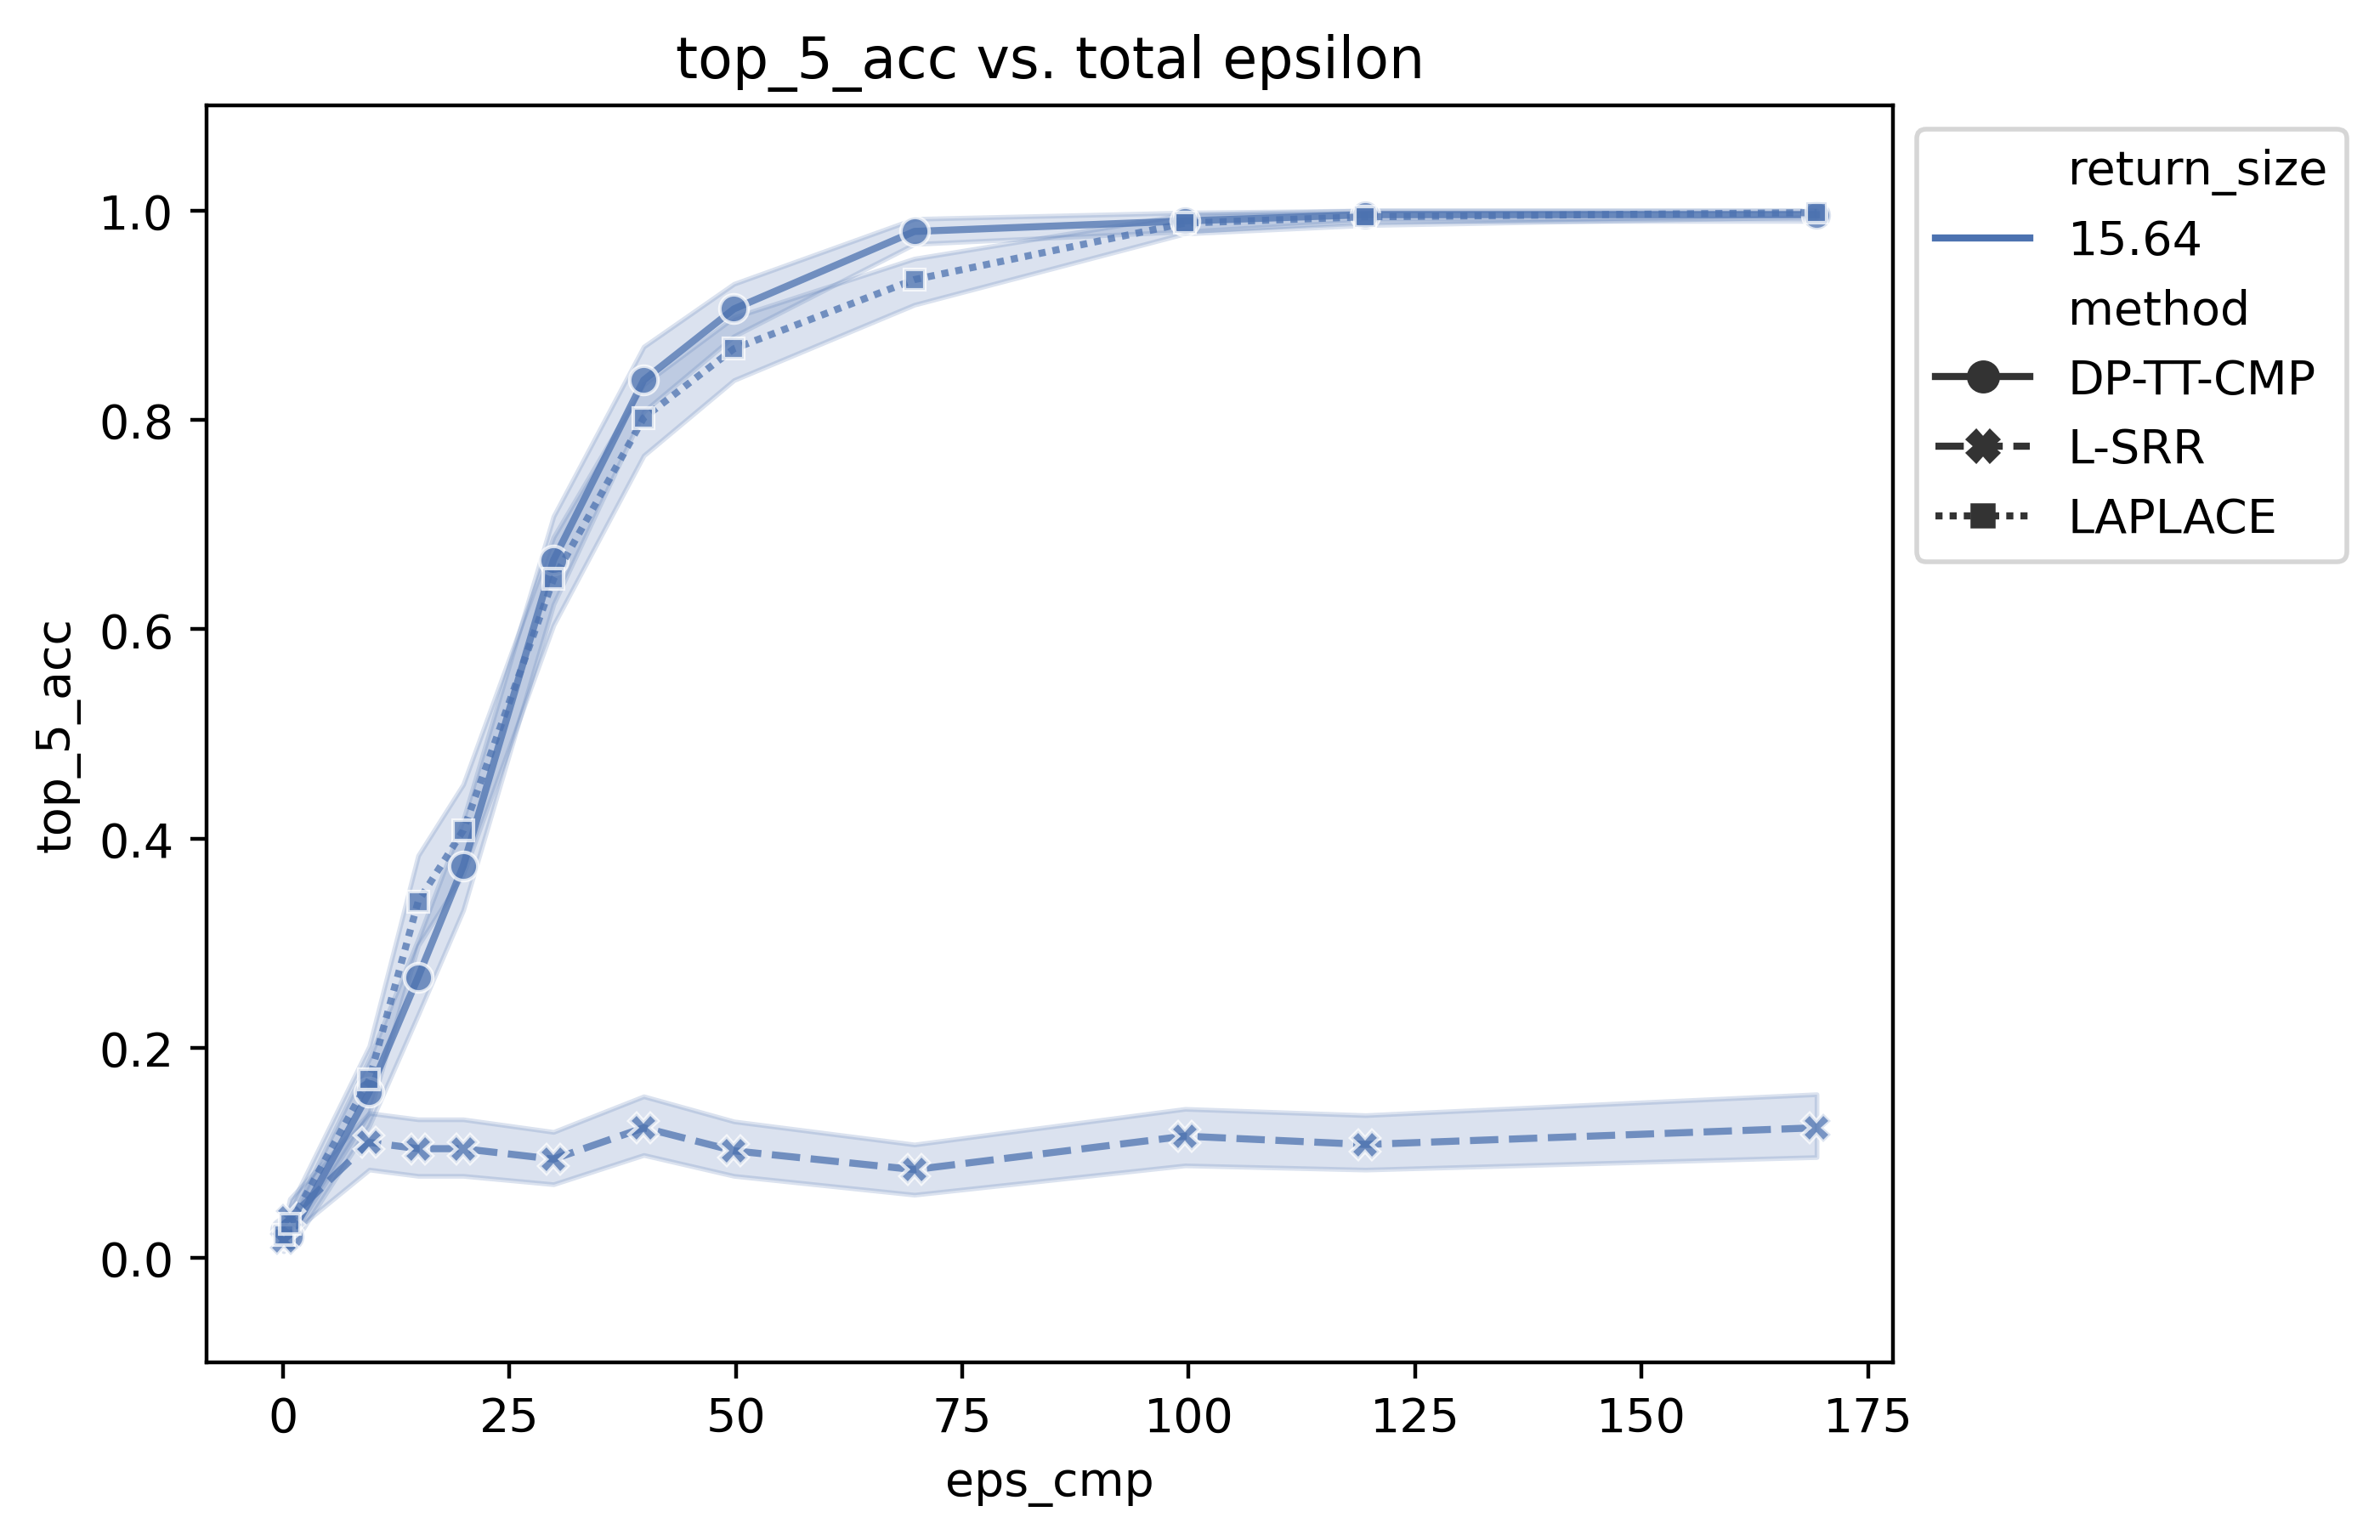 top_5_acc vs. total epsilon
top_5_acc
1.0
0.8
0.6
0.4
0.2
0.0
0
25
50
75
100
125
150
175
eps_cmp
return_size
15.64
method
DP-TT-CMP
L-SRR
LAPLACE